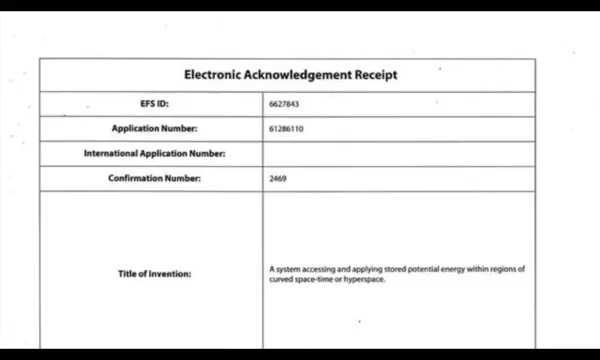 Electronic Acknowledgement Receipt
EFS ID: 6627843
Application Number: 61286110
International Application Number:
Confirmation Number: 2469
Title of Invention: A system accessing and applying stored potential energy within regions of
curved space-time or hyperspace.